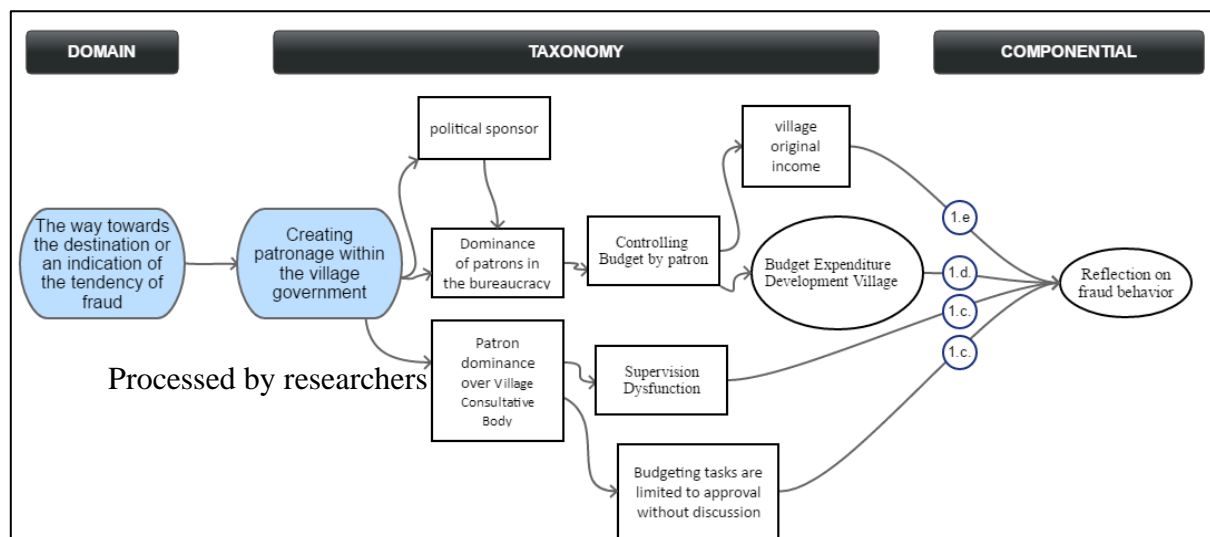 DOMAIN
TAXONOMY
COMPONENTIAL
political sponsor
village
original
income
The way towards
the destination or
an indication of
the tendency of
fraud
Creating
patronage within
the village
government
Dominance
of patrons in
the bureaucracy
Controlling
Budget by patron
Budget Expenditure
Development Village
1.e
1.d.
1.c.
1.c.
Reflection on
fraud behavior
Processed by researchers
Patron
dominance
over Village
Consultative
Body
Supervision
Dysfunction
Budgeting tasks are
limited to approval
without discussion